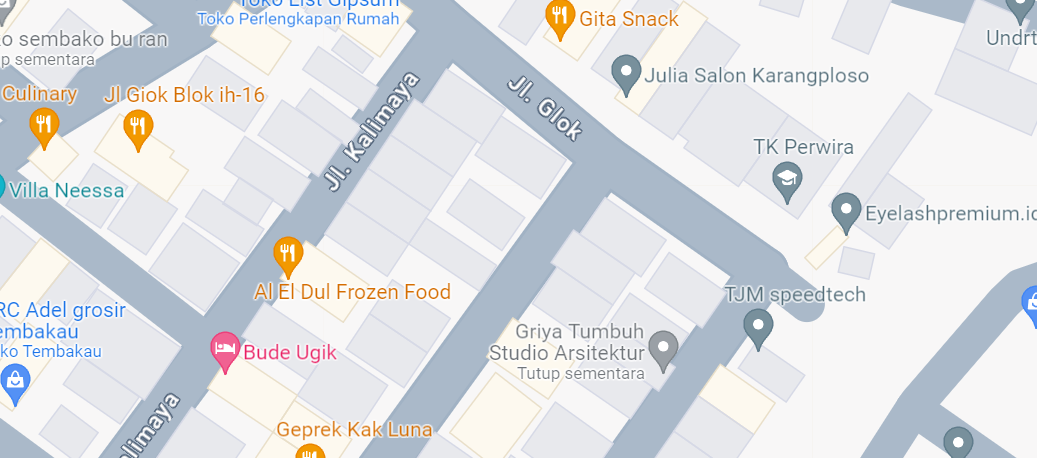 Toko List Gipsum
Toko Perlengkapan Rumah
Gita Snack
ko sembako bu ran
up sementara
Undrt
Julia Salon Karangploso
Culinary
Jl Giok Blok ih-16
Jl. Kalimaya
Jl. Giok
TK Perwira
Villa Neessa
Eyelashpremium.id
Al El Dul Frozen Food
TJM speedtech
RC Adel grosir
embakau
ko Tembakau
Bude Ugik
Griya Tumbuh
Studio Arsitektur
Tutup sementara
alimaya
Geprek Kak Luna